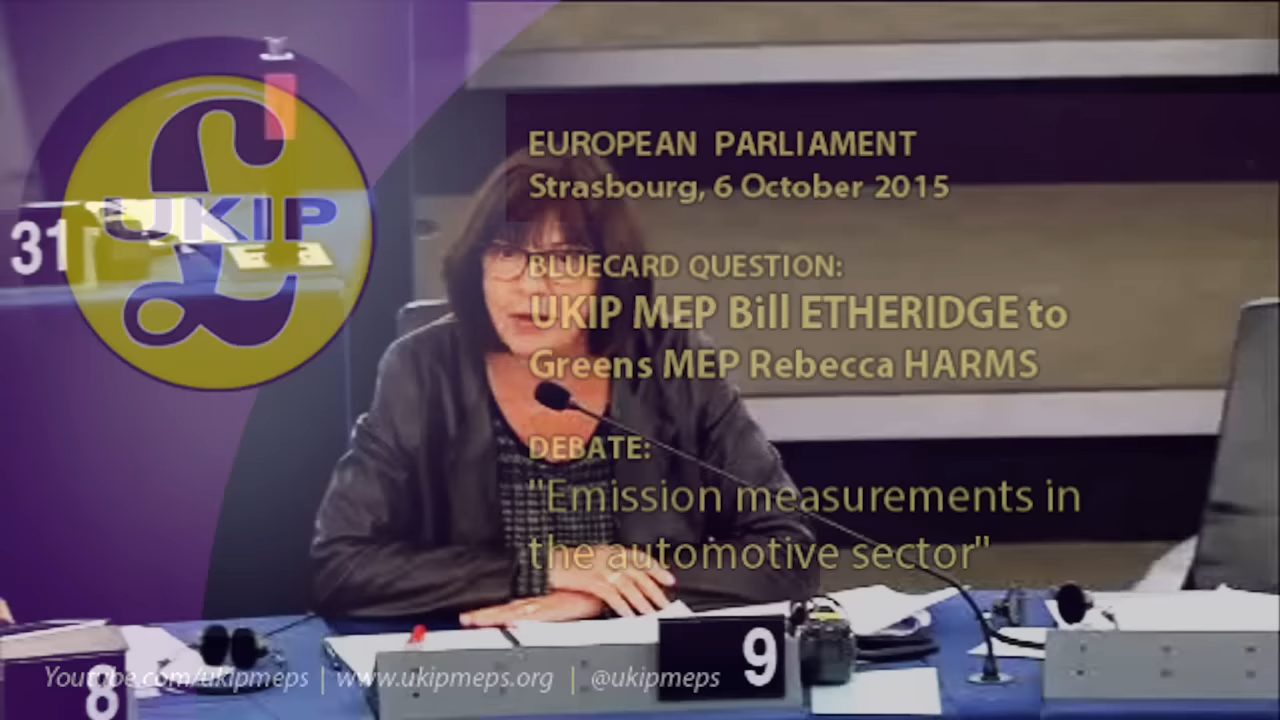 EUROPEAN PARLIAMENT
Strasbourg, 6 October 2015
31
UKIP
BLUECARD QUESTION:
UKIP MEP Bill ETHERIDGE to
Greens MEP Rebecca HARMS
DEBATE:
"Emission measurements in
the automotive sector"
9
8
Youtube.com/ukipmeps | www.ukipmeps.org | @ukipmeps